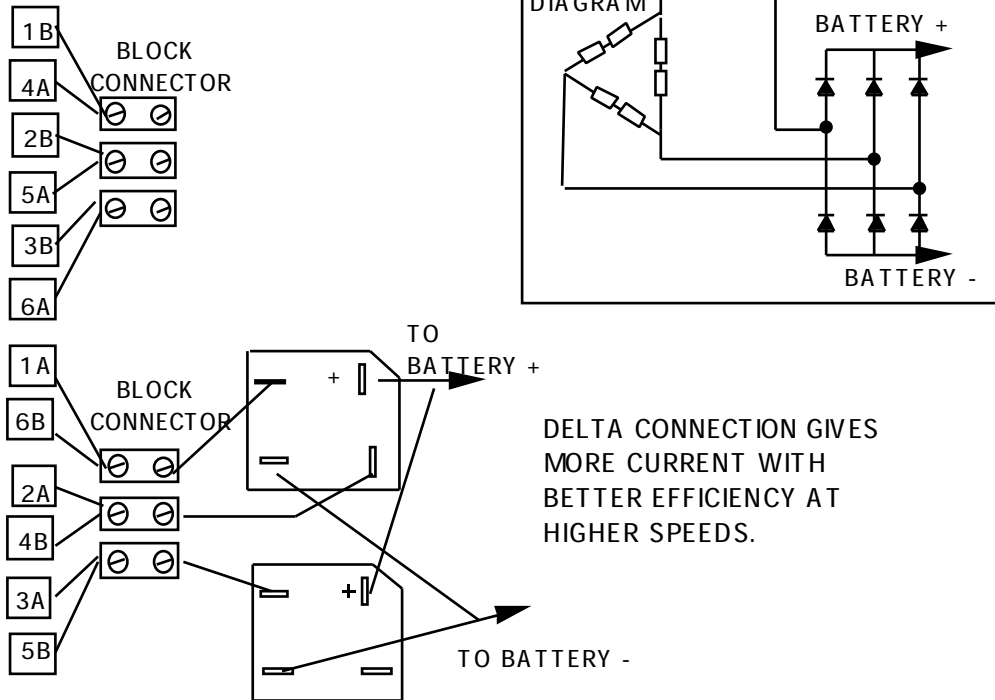 1B
BLOCK
CONNECTOR
4A
2B
5A
3B
6A
DIAGRAM
BATTERY +
BATTERY -
1A
BLOCK
CONNECTOR
6B
2A
4B
3A
5B
TO
BATTERY +
+
+
TO BATTERY -
DELTA CONNECTION GIVES
MORE CURRENT WITH
BETTER EFFICIENCY AT
HIGHER SPEEDS.